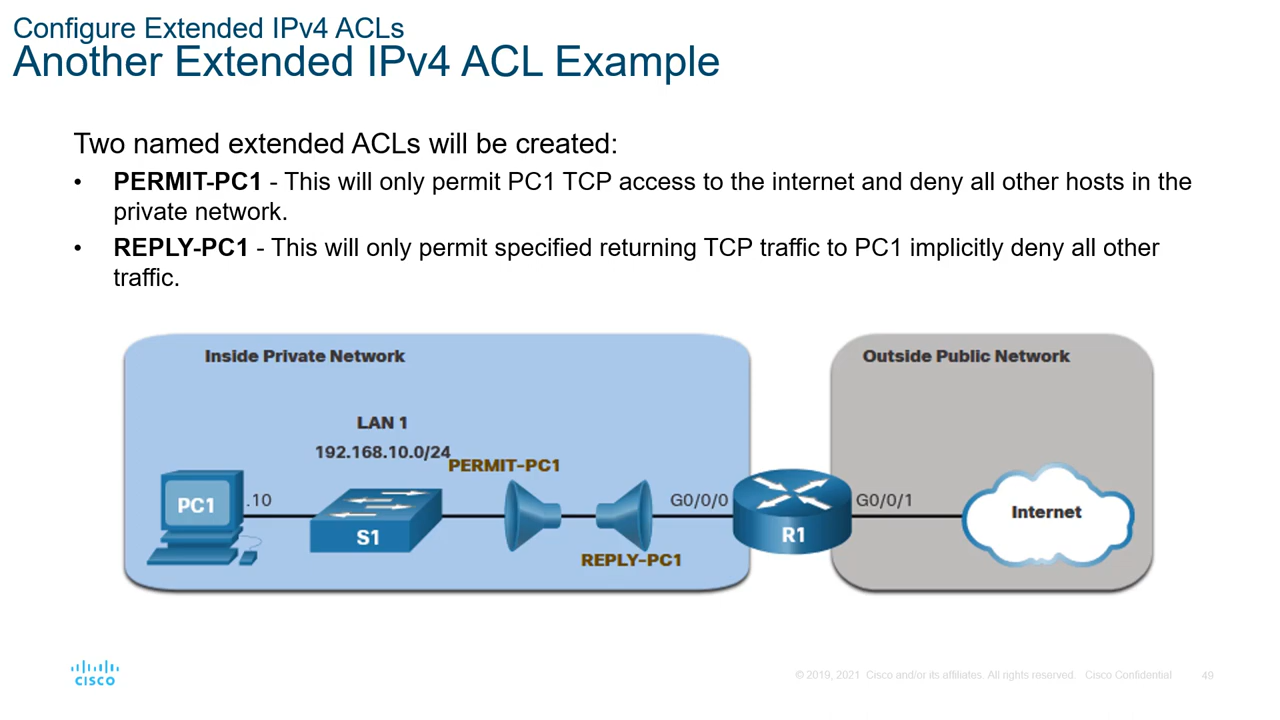 Configure Extended IPv4 ACLs
Another Extended IPv4 ACL Example
Two named extended ACLs will be created:
• PERMIT-PC1 - This will only permit PC1 TCP access to the internet and deny all other hosts in the
private network.
• REPLY-PC1 - This will only permit specified returning TCP traffic to PC1 implicitly deny all other
traffic.
Inside Private Network
Outside Public Network
LAN 1
192.168.10.0/24
PERMIT-PC1
PC1
.10
S1
G0/0/0
R1
G0/0/1
Internet
REPLY-PC1
CISCO
© 2019, 2021 Cisco and/or its affiliates. All rights reserved. Cisco Confidential
49